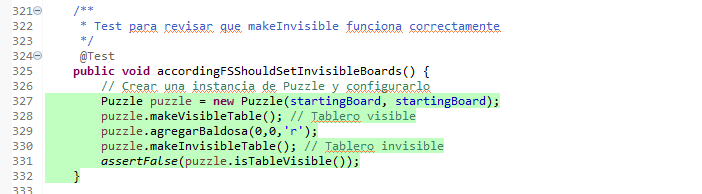 321 /**
322 * Test para revisar que makeInvisible funciona correctamente
323 */
324 @Test
325 public void accordingFSShouldSetInvisibleBoards() {
326 // Crear una instancia de Puzzle y configurarlo
327 Puzzle puzzle = new Puzzle(startingBoard, startingBoard);
328 puzzle.makeVisibleTable(); // Tablero visible
329 puzzle.agregarBaldosa(0,0,'r');
330 puzzle.makeInvisibleTable(); // Tablero invisible
331 assertFalse(puzzle.isTableVisible());
332 }
333